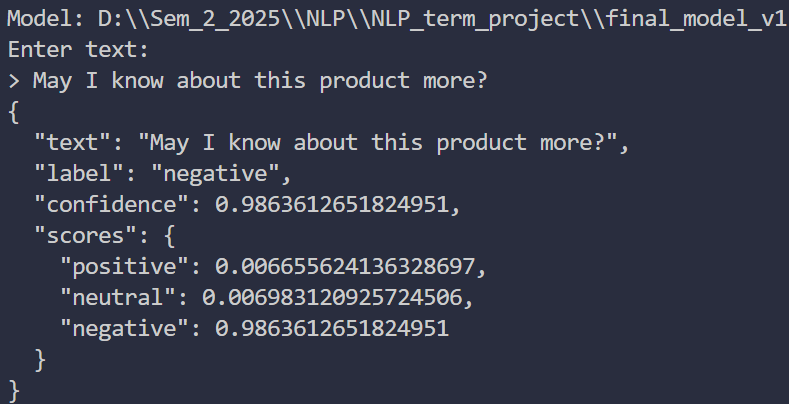 Model: D:\\Sem_2_2025\\NLP\\NLP_term_project\\final_model_v1
Enter text:
> May I know about this product more?
{
  "text": "May I know about this product more?",
  "label": "negative",
  "confidence": 0.9863612651824951,
  "scores": {
    "positive": 0.006655624136328697,
    "neutral": 0.006983120925724506,
    "negative": 0.9863612651824951
  }
}